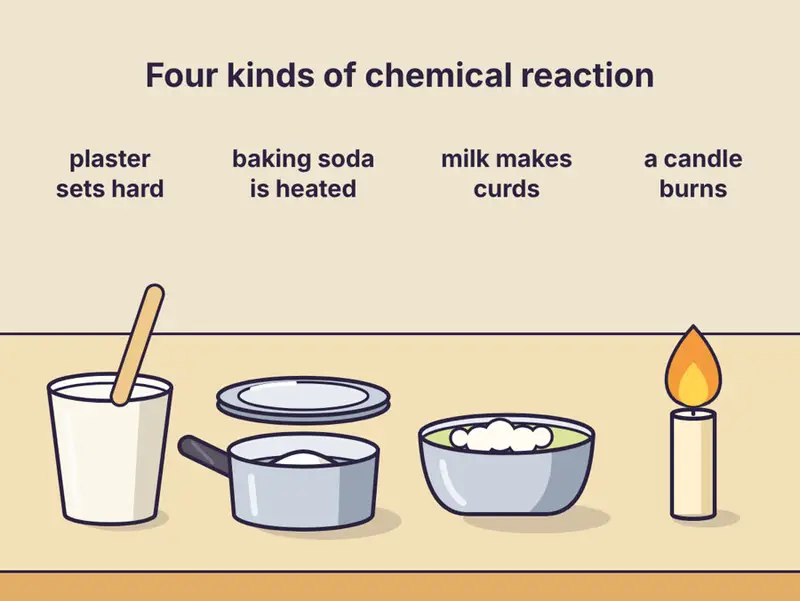 Four kinds of chemical reaction
plaster
sets hard
baking soda
is heated
milk makes
curds
a candle
burns